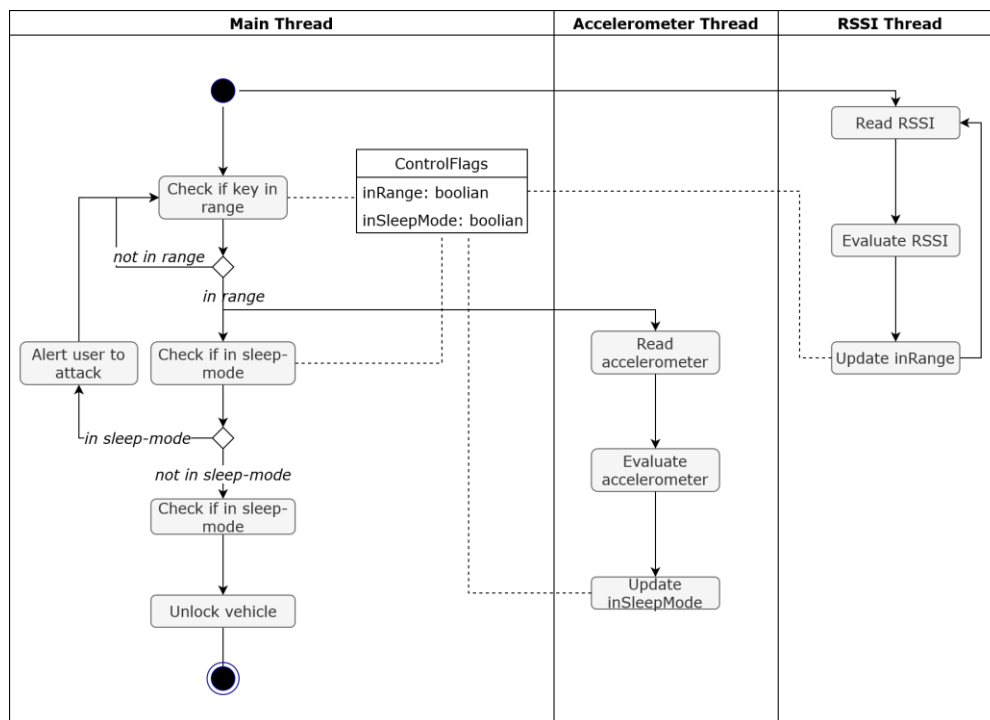 Main Thread
Accelerometer Thread
RSSI Thread
Read RSSI
ControlFlags
inRange: boolian
inSleepMode: boolian
Check if key in
range
Evaluate RSSI
not in range
in range
Alert user to
attack
Check if in sleep-
mode
Read
accelerometer
Update inRange
in sleep-mode
not in sleep-mode
Evaluate
accelerometer
Check if in sleep-
mode
Update
inSleepMode
Unlock vehicle